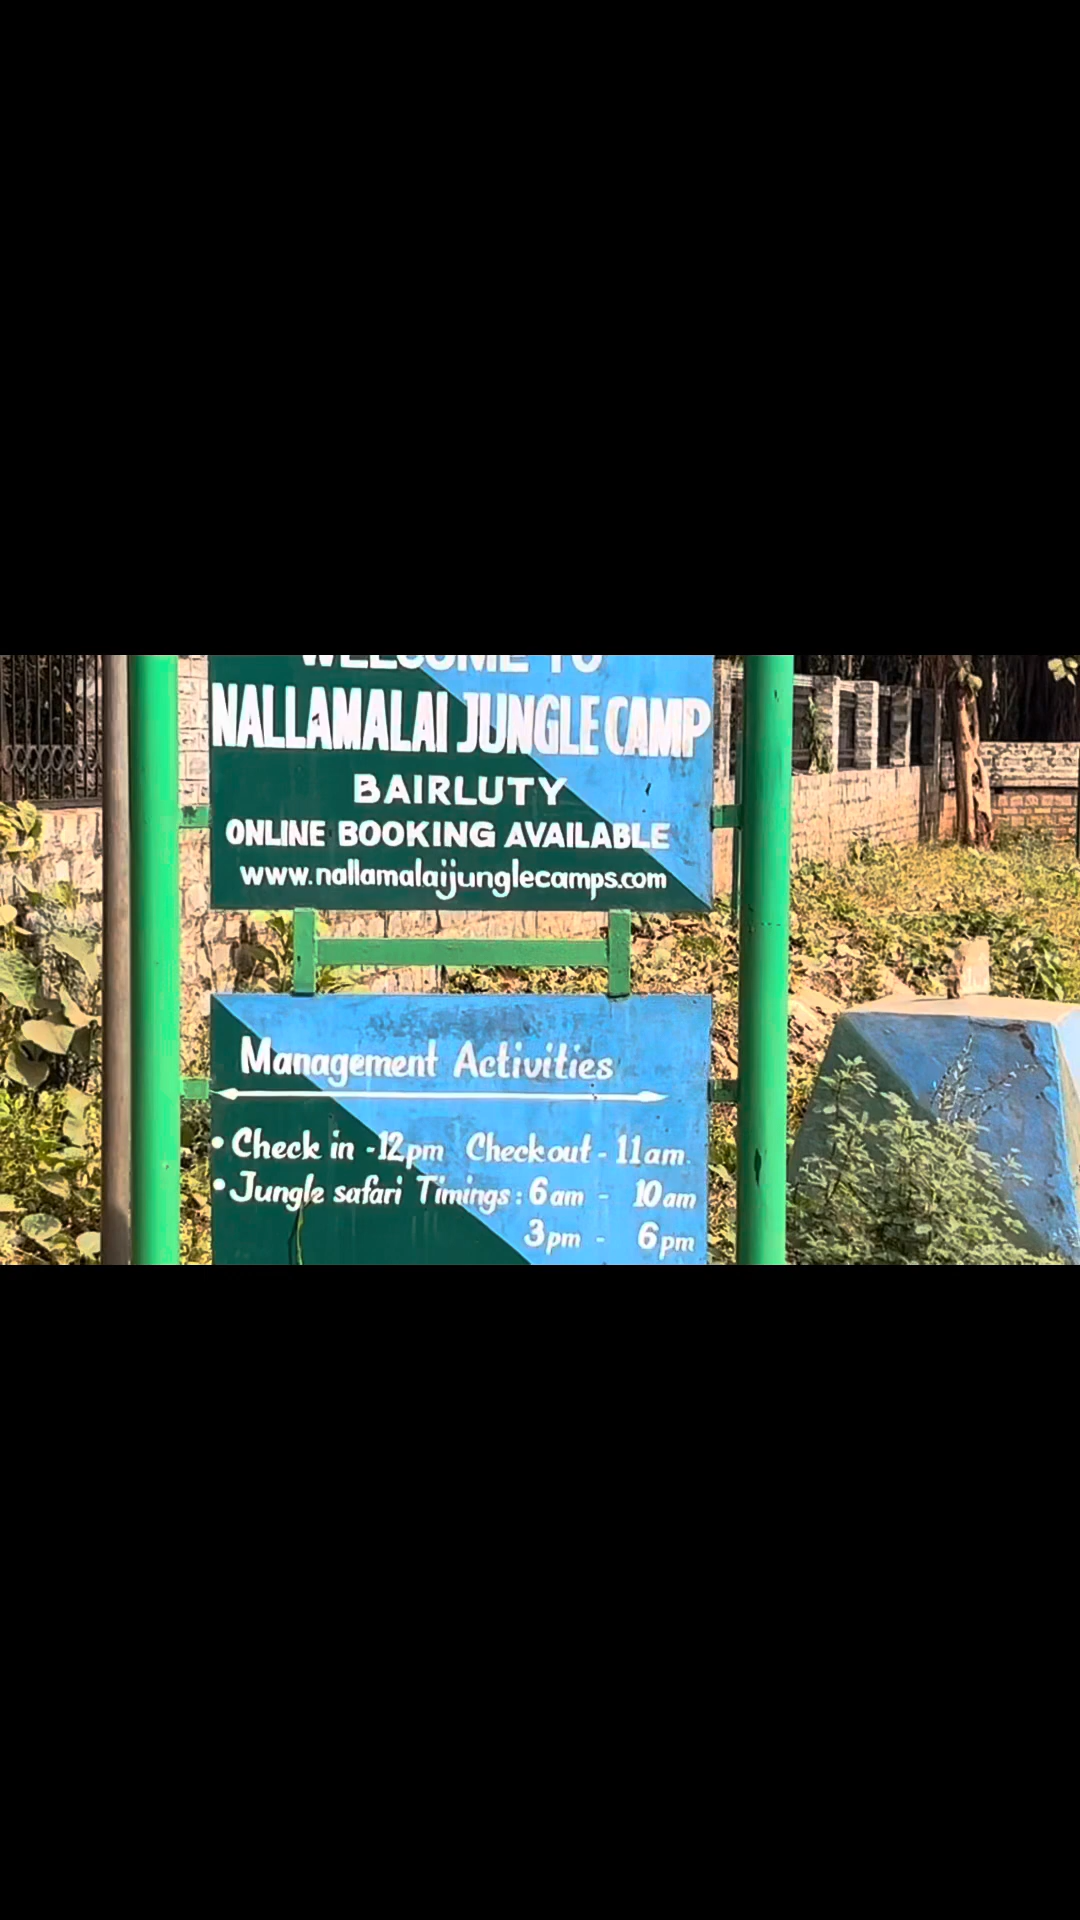 WELCOME TO
NALLAMALAI JUNGLE CAMP
BAIRLUTY
ONLINE BOOKING AVAILABLE
www.nallamalaijjunglecamps.com
Management Activities
• Check in - 12pm Checkout - 11am.
• Jungle safari Timings : 6am - 10am
3pm - 6pm